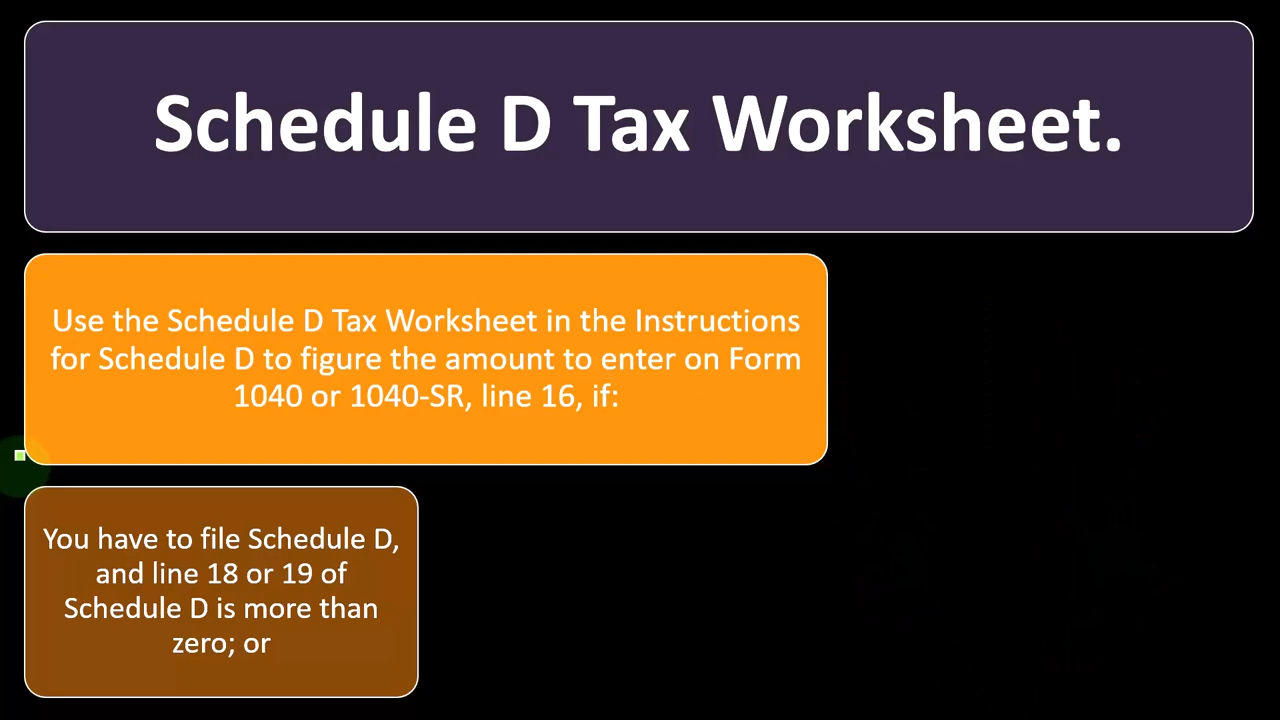 Schedule D Tax Worksheet.
Use the Schedule D Tax Worksheet in the Instructions
for Schedule D to figure the amount to enter on Form
1040 or 1040-SR, line 16, if:
You have to file Schedule D,
and line 18 or 19 of
Schedule D is more than
zero; or